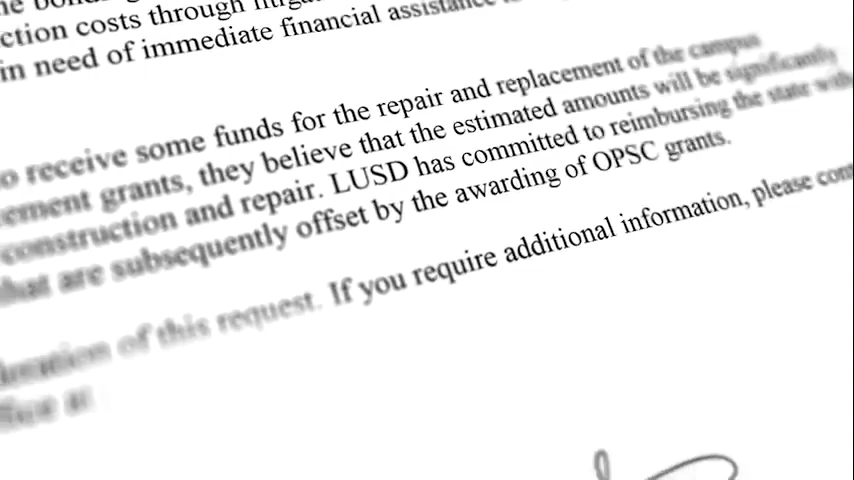 ction costs through
in need of immediate financial assistance
o receive some funds for the repair and replacement of the campus
ement grants, they believe that the estimated amounts will be significantly
construction and repair. LUSD has committed to reimbursing the state
hat are subsequently offset by the awarding of OPSC grants.
of this request. If you require additional information, please